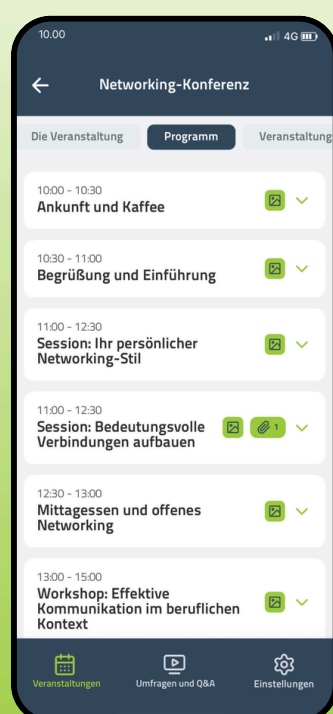 10.00
4G
Networking-Konferenz
Die Veranstaltung
Programm
Veranstaltung
10:00 - 10:30
Ankunft und Kaffee
10:30 - 11:00
Begrüßung und Einführung
11:00 - 12:30
Session: Ihr persönlicher
Networking-Stil
11:00 - 12:30
Session: Bedeutungsvolle
Verbindungen aufbauen
1
12:30 - 13:00
Mittagessen und offenes
Networking
13:00 - 15:00
Workshop: Effektive
Kommunikation im beruflichen
Kontext
Veranstaltungen
Umfragen und Q&A
Einstellungen